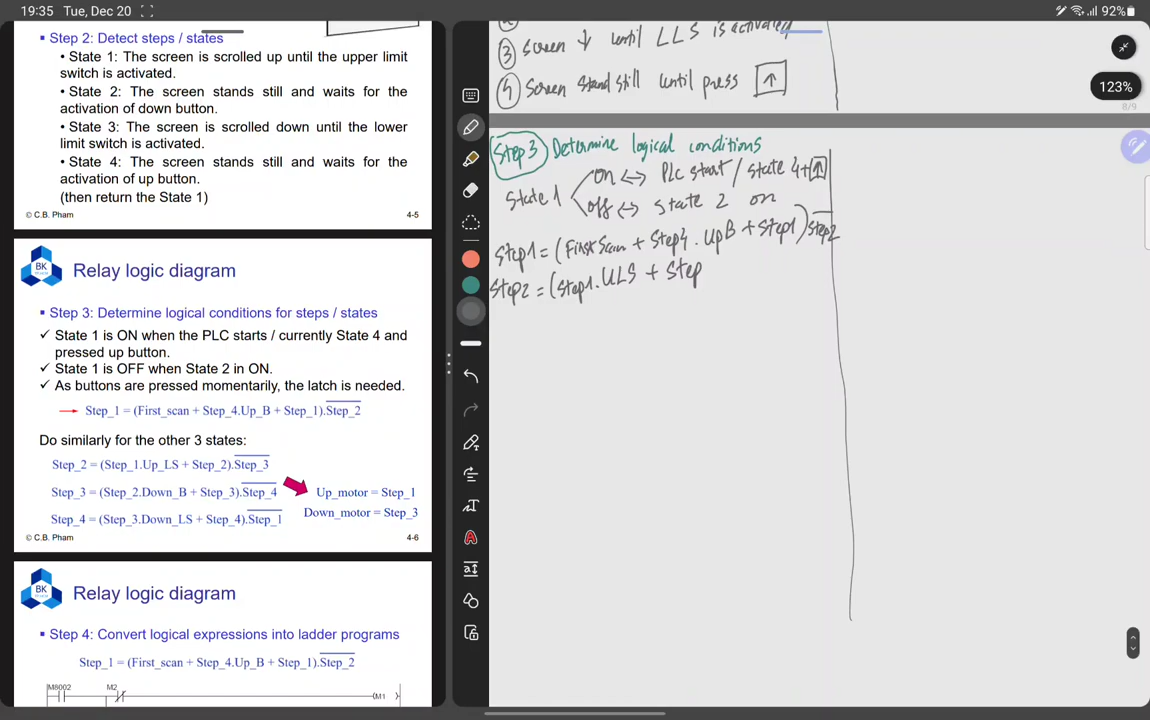 19:35 Tue, Dec 20
92%
Step 2: Detect steps / states
• State 1: The screen is scrolled up until the upper limit
switch is activated.
• State 2: The screen stands still and waits for the
activation of down button.
• State 3: The screen is scrolled down until the lower
limit switch is activated.
• State 4: The screen stands still and waits for the
activation of up button.
(then return the State 1)
© C.B. Pham 4-5
BK
Relay logic diagram
Step 3: Determine logical conditions for steps / states
✓ State 1 is ON when the PLC starts / currently State 4 and
pressed up button.
✓ State 1 is OFF when State 2 in ON.
✓ As buttons are pressed momentarily, the latch is needed.
Step_1 = (First_scan + Step_4.Up_B + Step_1).S̅t̅e̅p̅_̅2̅
Do similarly for the other 3 states:
Step_2 = (Step_1.Up_LS + Step_2).S̅t̅e̅p̅_̅3̅
Step_3 = (Step_2.Down_B + Step_3).S̅t̅e̅p̅_̅4̅
Up_motor = Step_1
Down_motor = Step_3
Step_4 = (Step_3.Down_LS + Step_4).S̅t̅e̅p̅_̅1̅
© C.B. Pham 4-6
BK
Relay logic diagram
Step 4: Convert logical expressions into ladder programs
Step_1 = (First_scan + Step_4.Up_B + Step_1).S̅t̅e̅p̅_̅2̅
M8002 M2
M1
③ Screen ↓ until LLS is activated
④ Screen stand still until press ↑
123%
8/9
Step 3 Determine logical conditions
State 1 on ⇔ PLC start / state 4+↑
off ⇔ state 2 on
Step1 = (First Scan + Step4 . UpB + Step1) S̅t̅e̅p̅2̅
Step2 = (Step1.ULS + Step